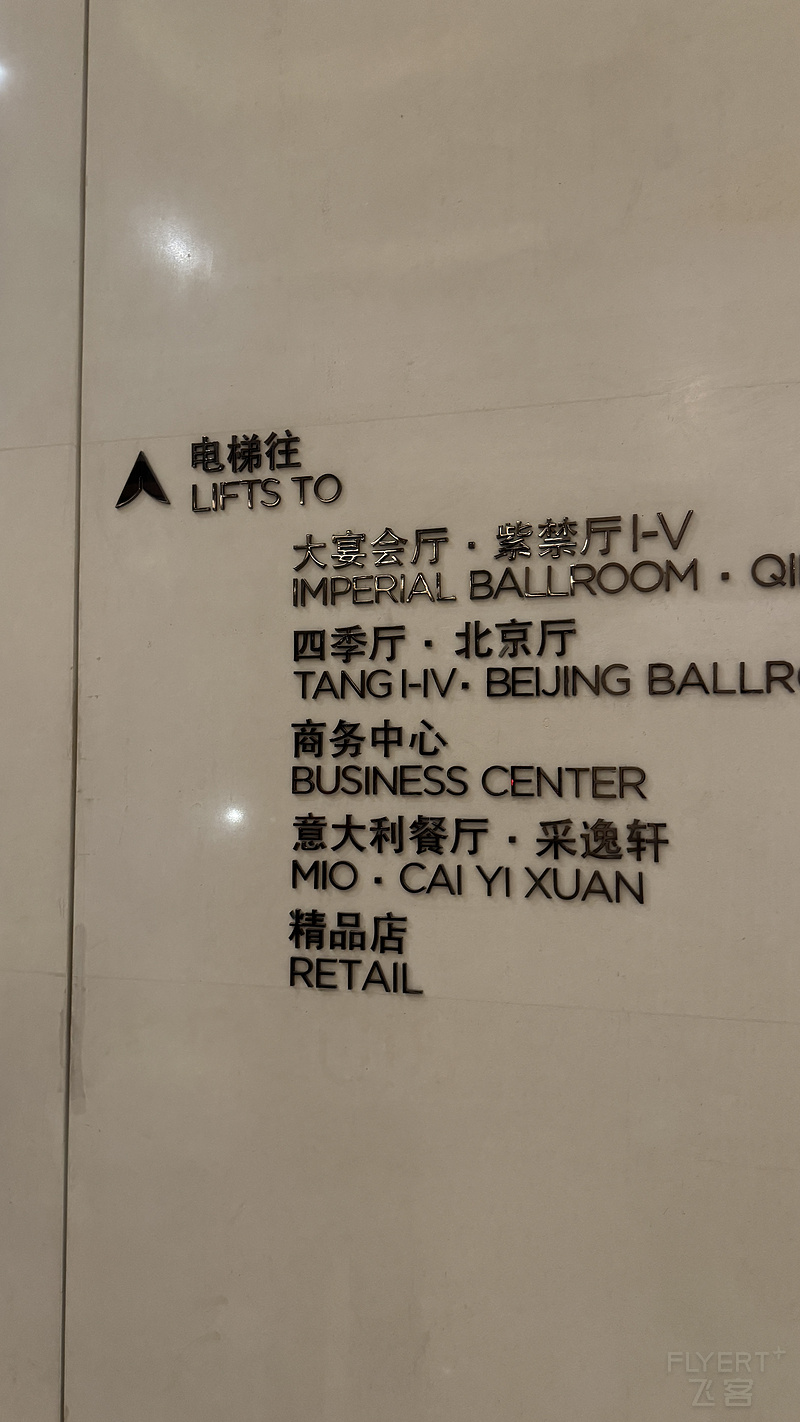 电梯往
LIFTS TO
大宴会厅·紫禁厅I-V
IMPERIAL BALLROOM ·
四季厅·北京厅
TANG I-IV· BEIJING
商务中心
BUSINESS CENTER
意大利餐厅·采逸轩
MIO · CAI YI XUAN
精品店
RETAIL
FLYERT+
飞客